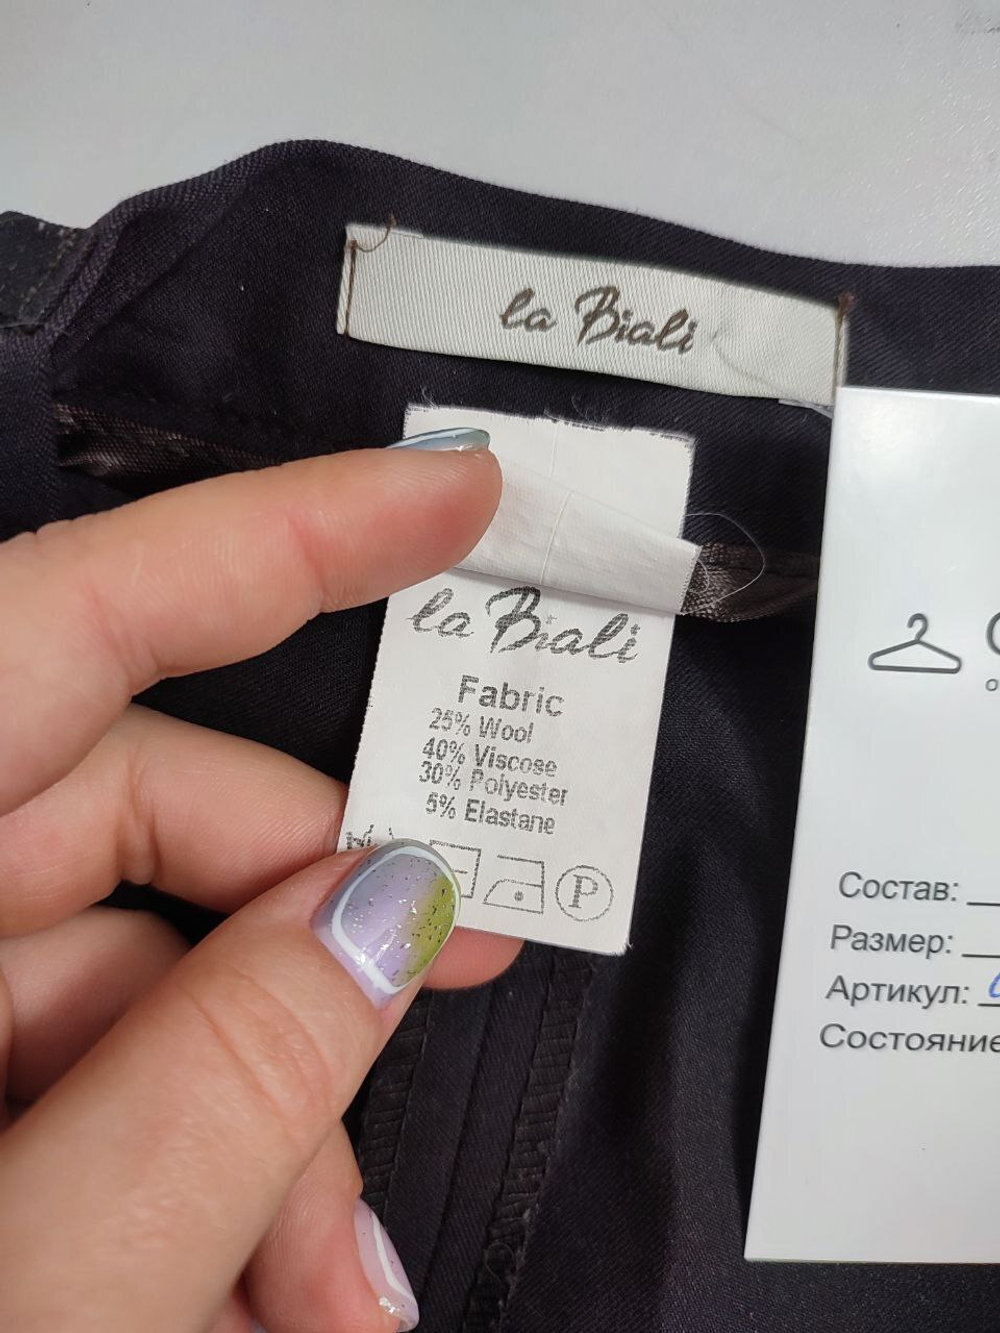 la Biali
la Biali
Fabric
25% Wool
40% Viscose
30% Polyester
5% Elastane
P
Состав:
Размер:
Артикул:
Состояние